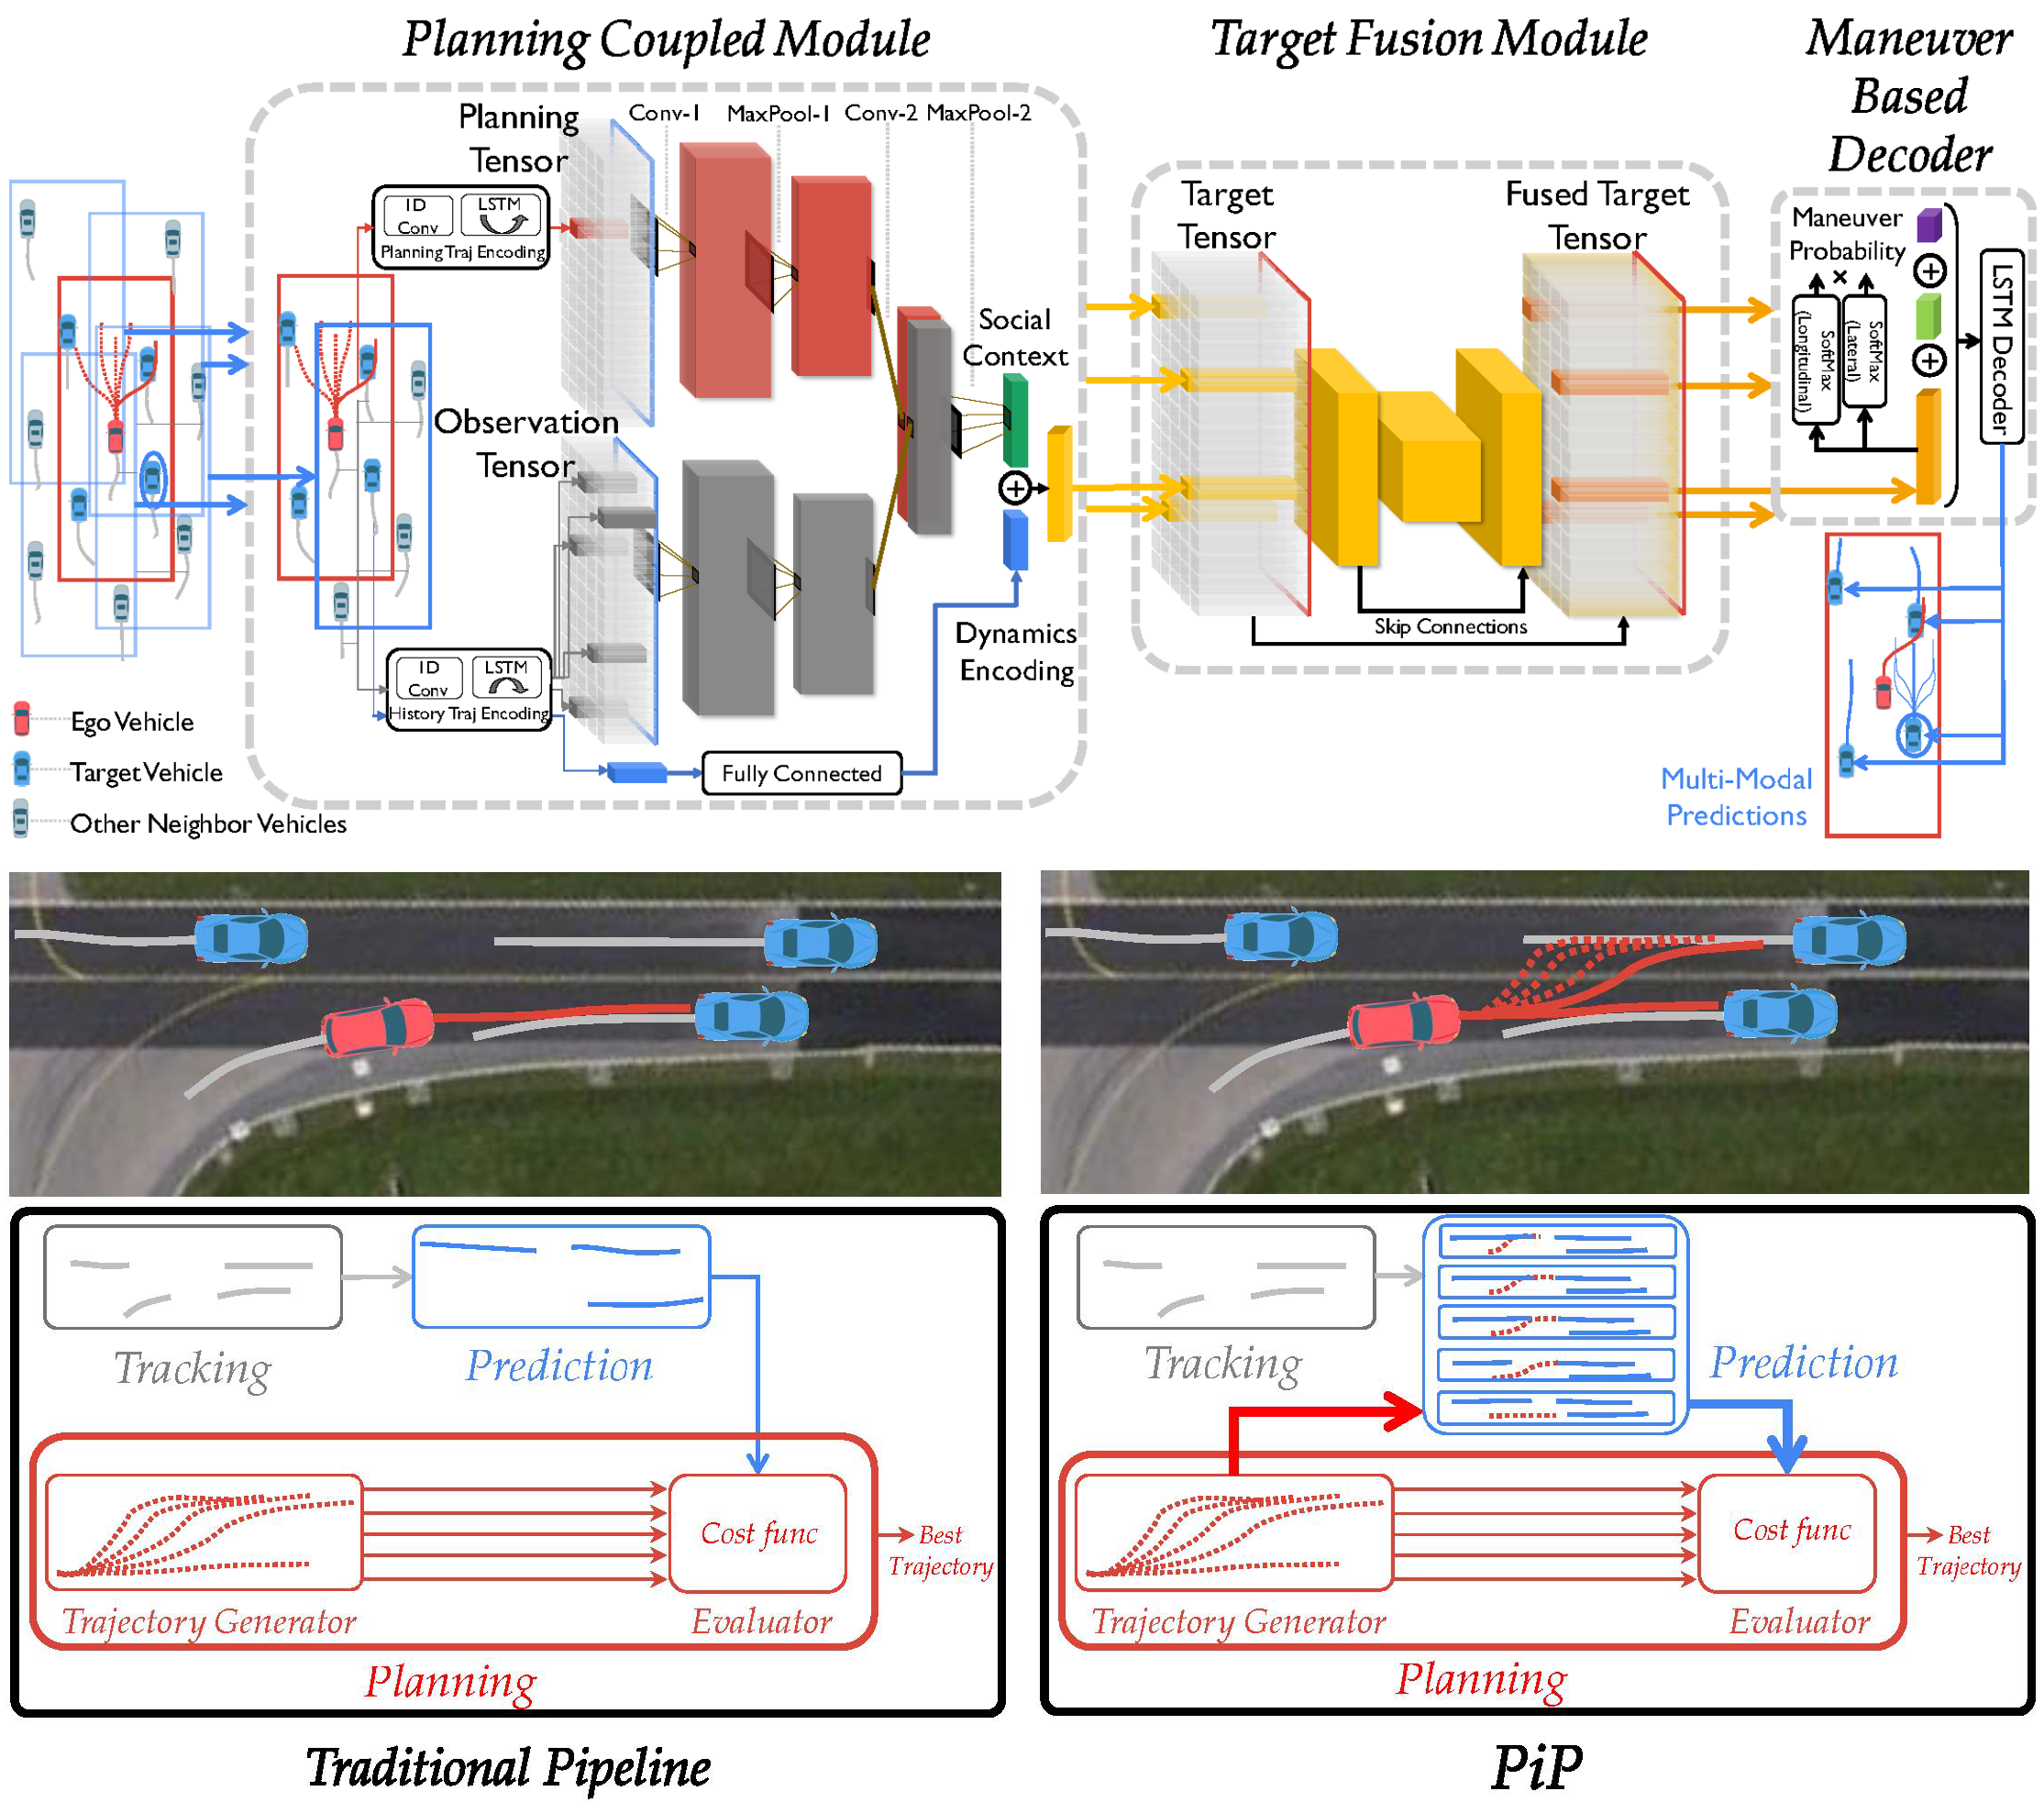 Planning Coupled Module
Target Fusion Module
Maneuver
Based
Decoder
Planning
Tensor
Conv-1
MaxPool-1
Conv-2
MaxPool-2
1D
Conv
LSTM
Planning Traj Encoding
Observation
Tensor
Social
Context
1D
Conv
LSTM
History Traj Encoding
Fully Connected
Dynamics
Encoding
Target
Tensor
Fused Target
Tensor
Skip Connections
Maneuver
Probability
×
SoftMax
(Longitudinal)
SoftMax
(Lateral)
LSTM Decoder
Multi-Modal
Predictions
Ego Vehicle
Target Vehicle
Other Neighbor Vehicles
Tracking
Prediction
Cost func
Best
Trajectory
Trajectory Generator
Evaluator
Planning
Traditional Pipeline
Tracking
Prediction
Cost func
Best
Trajectory
Trajectory Generator
Evaluator
Planning
PiP